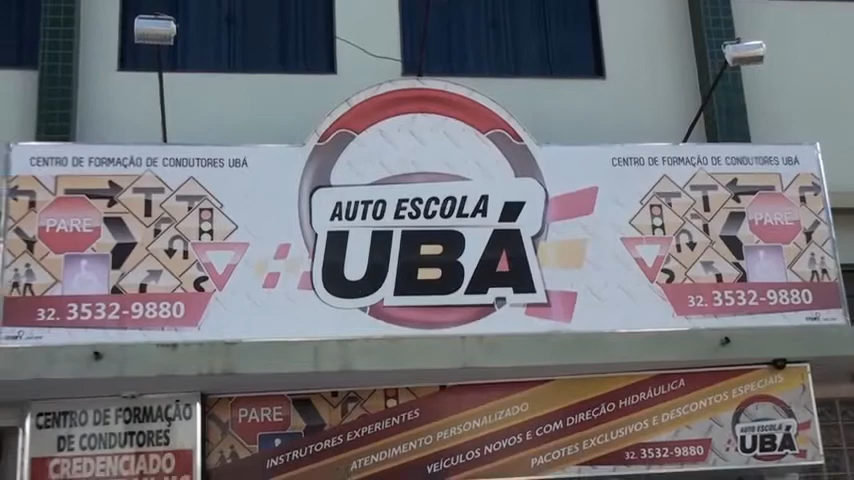 CENTRO DE FORMAÇÃO DE CONDUTORES UBÁ
CENTRO DE FORMAÇÃO DE CONDUTORES UBÁ
PARE
AUTO ESCOLA
UBÁ
PARE
32. 3532-9880
32. 3532-9880
CENTRO DE FORMAÇÃO
DE CONDUTORES
CREDENCIADO
PARE
INSTRUTORES EXPERIENTES
ATENDIMENTO PERSONALIZADO
VEÍCULOS NOVOS E COM DIREÇÃO HIDRÁULICA
PACOTES EXCLUSIVOS E DESCONTOS ESPECIAIS
32. 3532-9880
AUTO ESCOLA
UBÁ